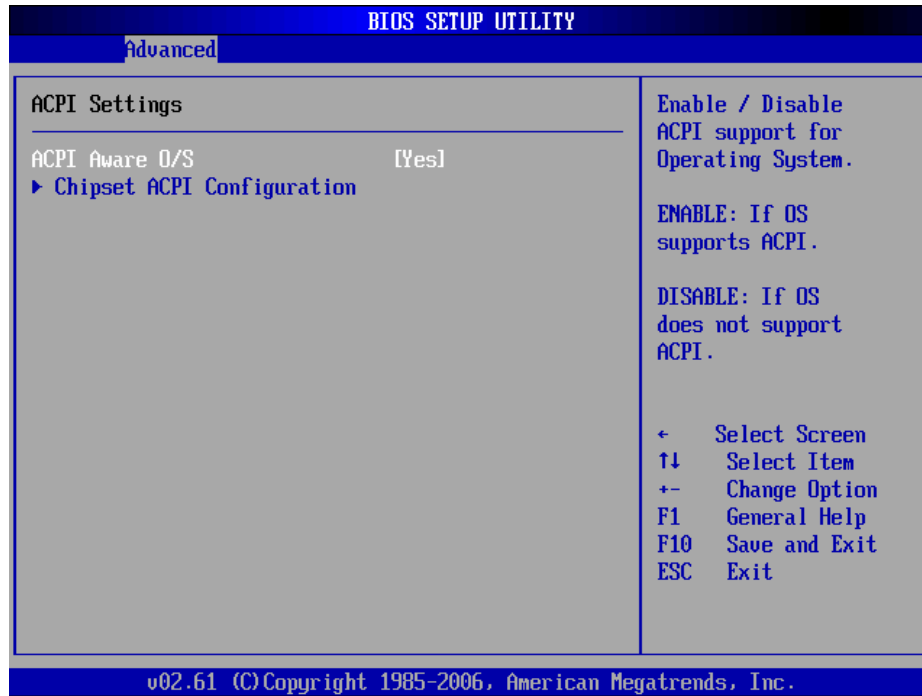 BIOS SETUP UTILITY
Advanced
ACPI Settings
ACPI Aware O/S [Yes]
▶ Chipset ACPI Configuration
Enable / Disable
ACPI support for
Operating System.
ENABLE: If OS
supports ACPI.
DISABLE: If OS
does not support
ACPI.
← Select Screen
↑↓ Select Item
+- Change Option
F1 General Help
F10 Save and Exit
ESC Exit
v02.61 (C)Copyright 1985-2006, American Megatrends, Inc.